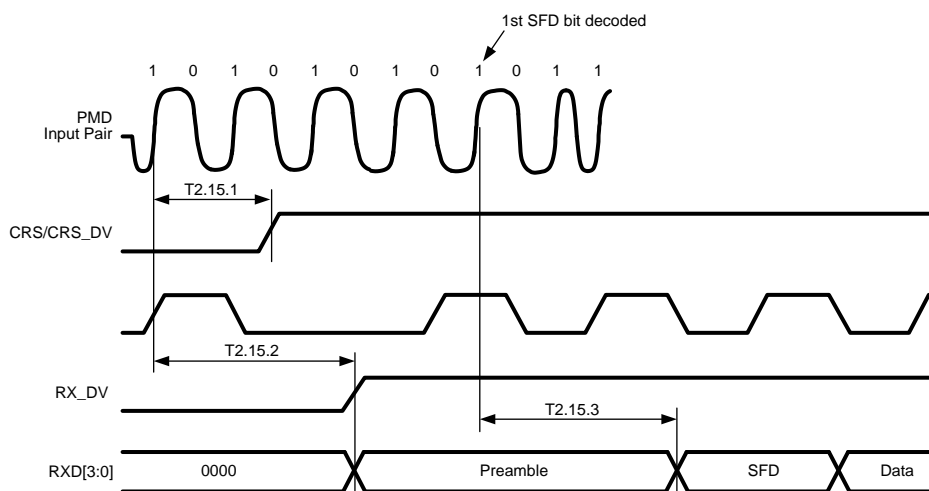 1st SFD bit decoded
1 0 1 0 1 0 1 0 1 0 1 1
PMD
Input Pair
T2.15.1
CRS/CRS_DV
T2.15.2
RX_DV
T2.15.3
RXD[3:0] 0000 Preamble SFD Data